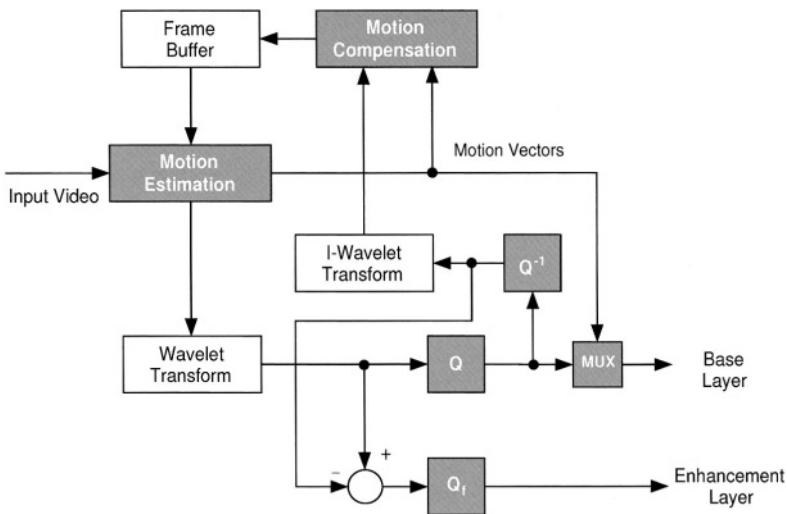 Frame
Buffer
Motion
Compensation
Motion
Estimation
Motion Vectors
Input Video
I-Wavelet
Transform
Q⁻¹
Wavelet
Transform
Q
MUX
Base
Layer
+
−
Q_f
Enhancement
Layer